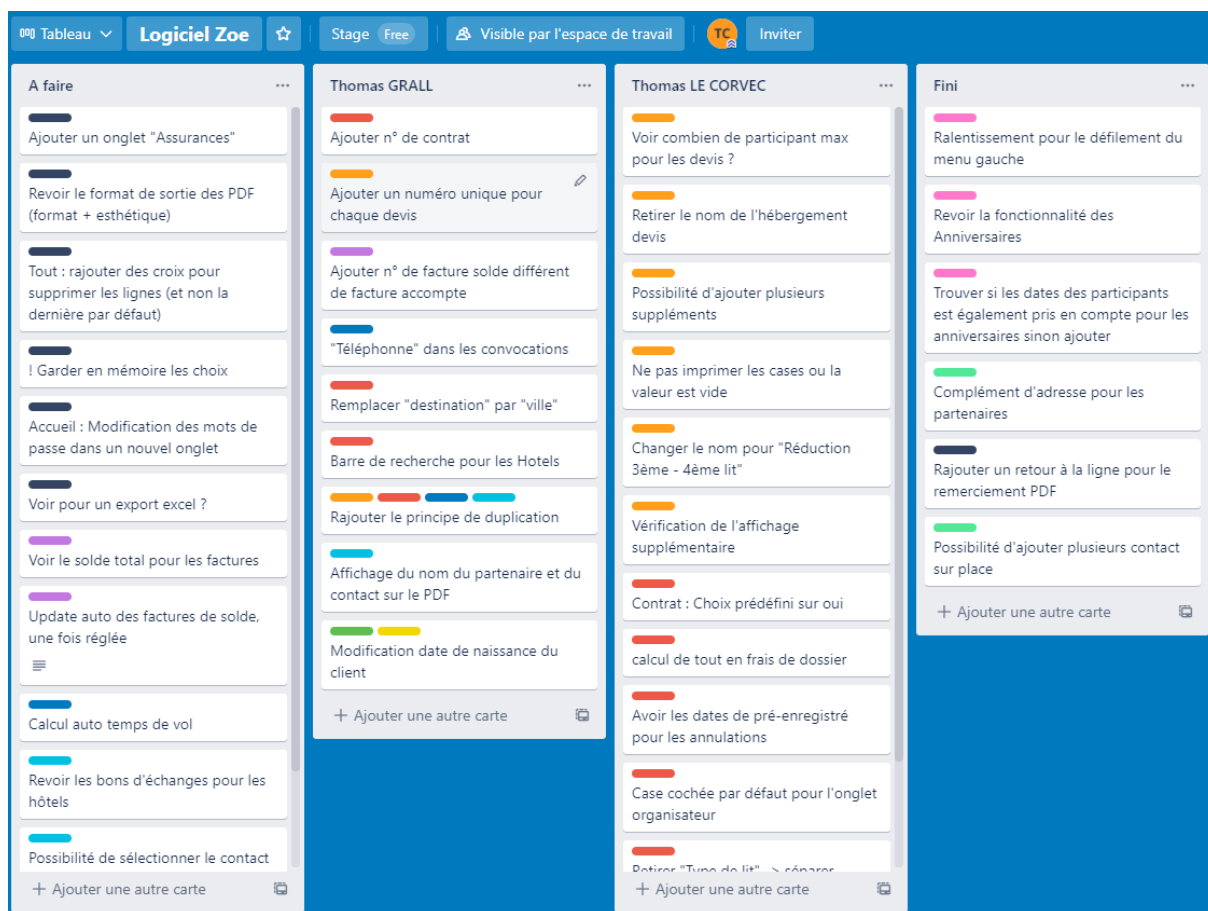 Tableau
Logiciel Zoe
Stage Free
Visible par l'espace de travail
TC
Inviter
A faire
Ajouter un onglet "Assurances"
Revoir le format de sortie des PDF
(format + esthétique)
Tout : rajouter des croix pour
supprimer les lignes (et non la
dernière par défaut)
! Garder en mémoire les choix
Accueil : Modification des mots de
passe dans un nouvel onglet
Voir pour un export excel ?
Voir le solde total pour les factures
Update auto des factures de solde,
une fois réglée
Calcul auto temps de vol
Revoir les bons d'échanges pour les
hôtels
Possibilité de sélectionner le contact
+ Ajouter une autre carte
Thomas GRALL
Ajouter n° de contrat
Ajouter un numéro unique pour
chaque devis
Ajouter n° de facture solde différent
de facture accompte
"Téléphonne" dans les convocations
Remplacer "destination" par "ville"
Barre de recherche pour les Hotels
Rajouter le principe de duplication
Affichage du nom du partenaire et du
contact sur le PDF
Modification date de naissance du
client
+ Ajouter une autre carte
Thomas LE CORVEC
Voir combien de participant max
pour les devis ?
Retirer le nom de l'hébergement
devis
Possibilité d'ajouter plusieurs
suppléments
Ne pas imprimer les cases ou la
valeur est vide
Changer le nom pour "Réduction
3ème - 4ème lit"
Vérification de l'affichage
supplémentaire
Contrat : Choix prédéfini sur oui
calcul de tout en frais de dossier
Avoir les dates de pré-enregistré
pour les annulations
Case cochée par défaut pour l'onglet
organisateur
Retirer "Type de lit" -> séparer
+ Ajouter une autre carte
Fini
Ralentissement pour le défilement du
menu gauche
Revoir la fonctionnalité des
Anniversaires
Trouver si les dates des participants
est également pris en compte pour les
anniversaires sinon ajouter
Complément d'adresse pour les
partenaires
Rajouter un retour à la ligne pour le
remerciement PDF
Possibilité d'ajouter plusieurs contact
sur place
+ Ajouter une autre carte